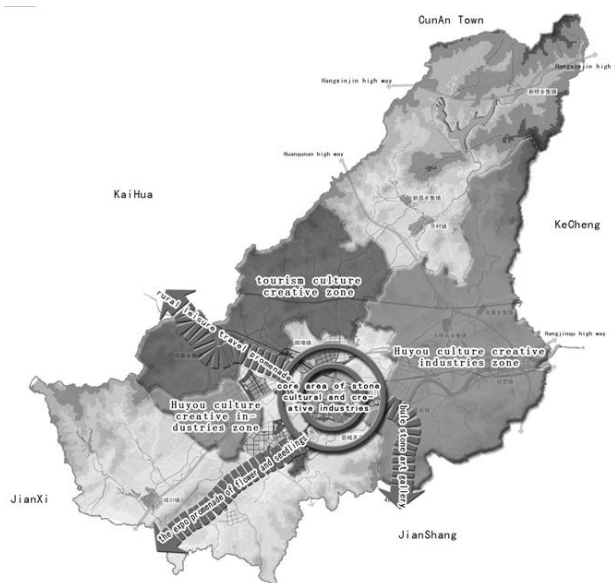 CunAn Town
Hangxinjin high way
Hangxinjin high
Huangunan high way
KaiHua
KeCheng
tourism culture
creative zone
rural leisure travel promenade
Hangjinqu high way
Huyou culture creative
industries zone
core area of stone
cultural and cre-
ative industries
Huyou culture
creative in-
dustries zone
bule stone art gallery
the expo promenade of flower and seedlings
JianXi
JianShang